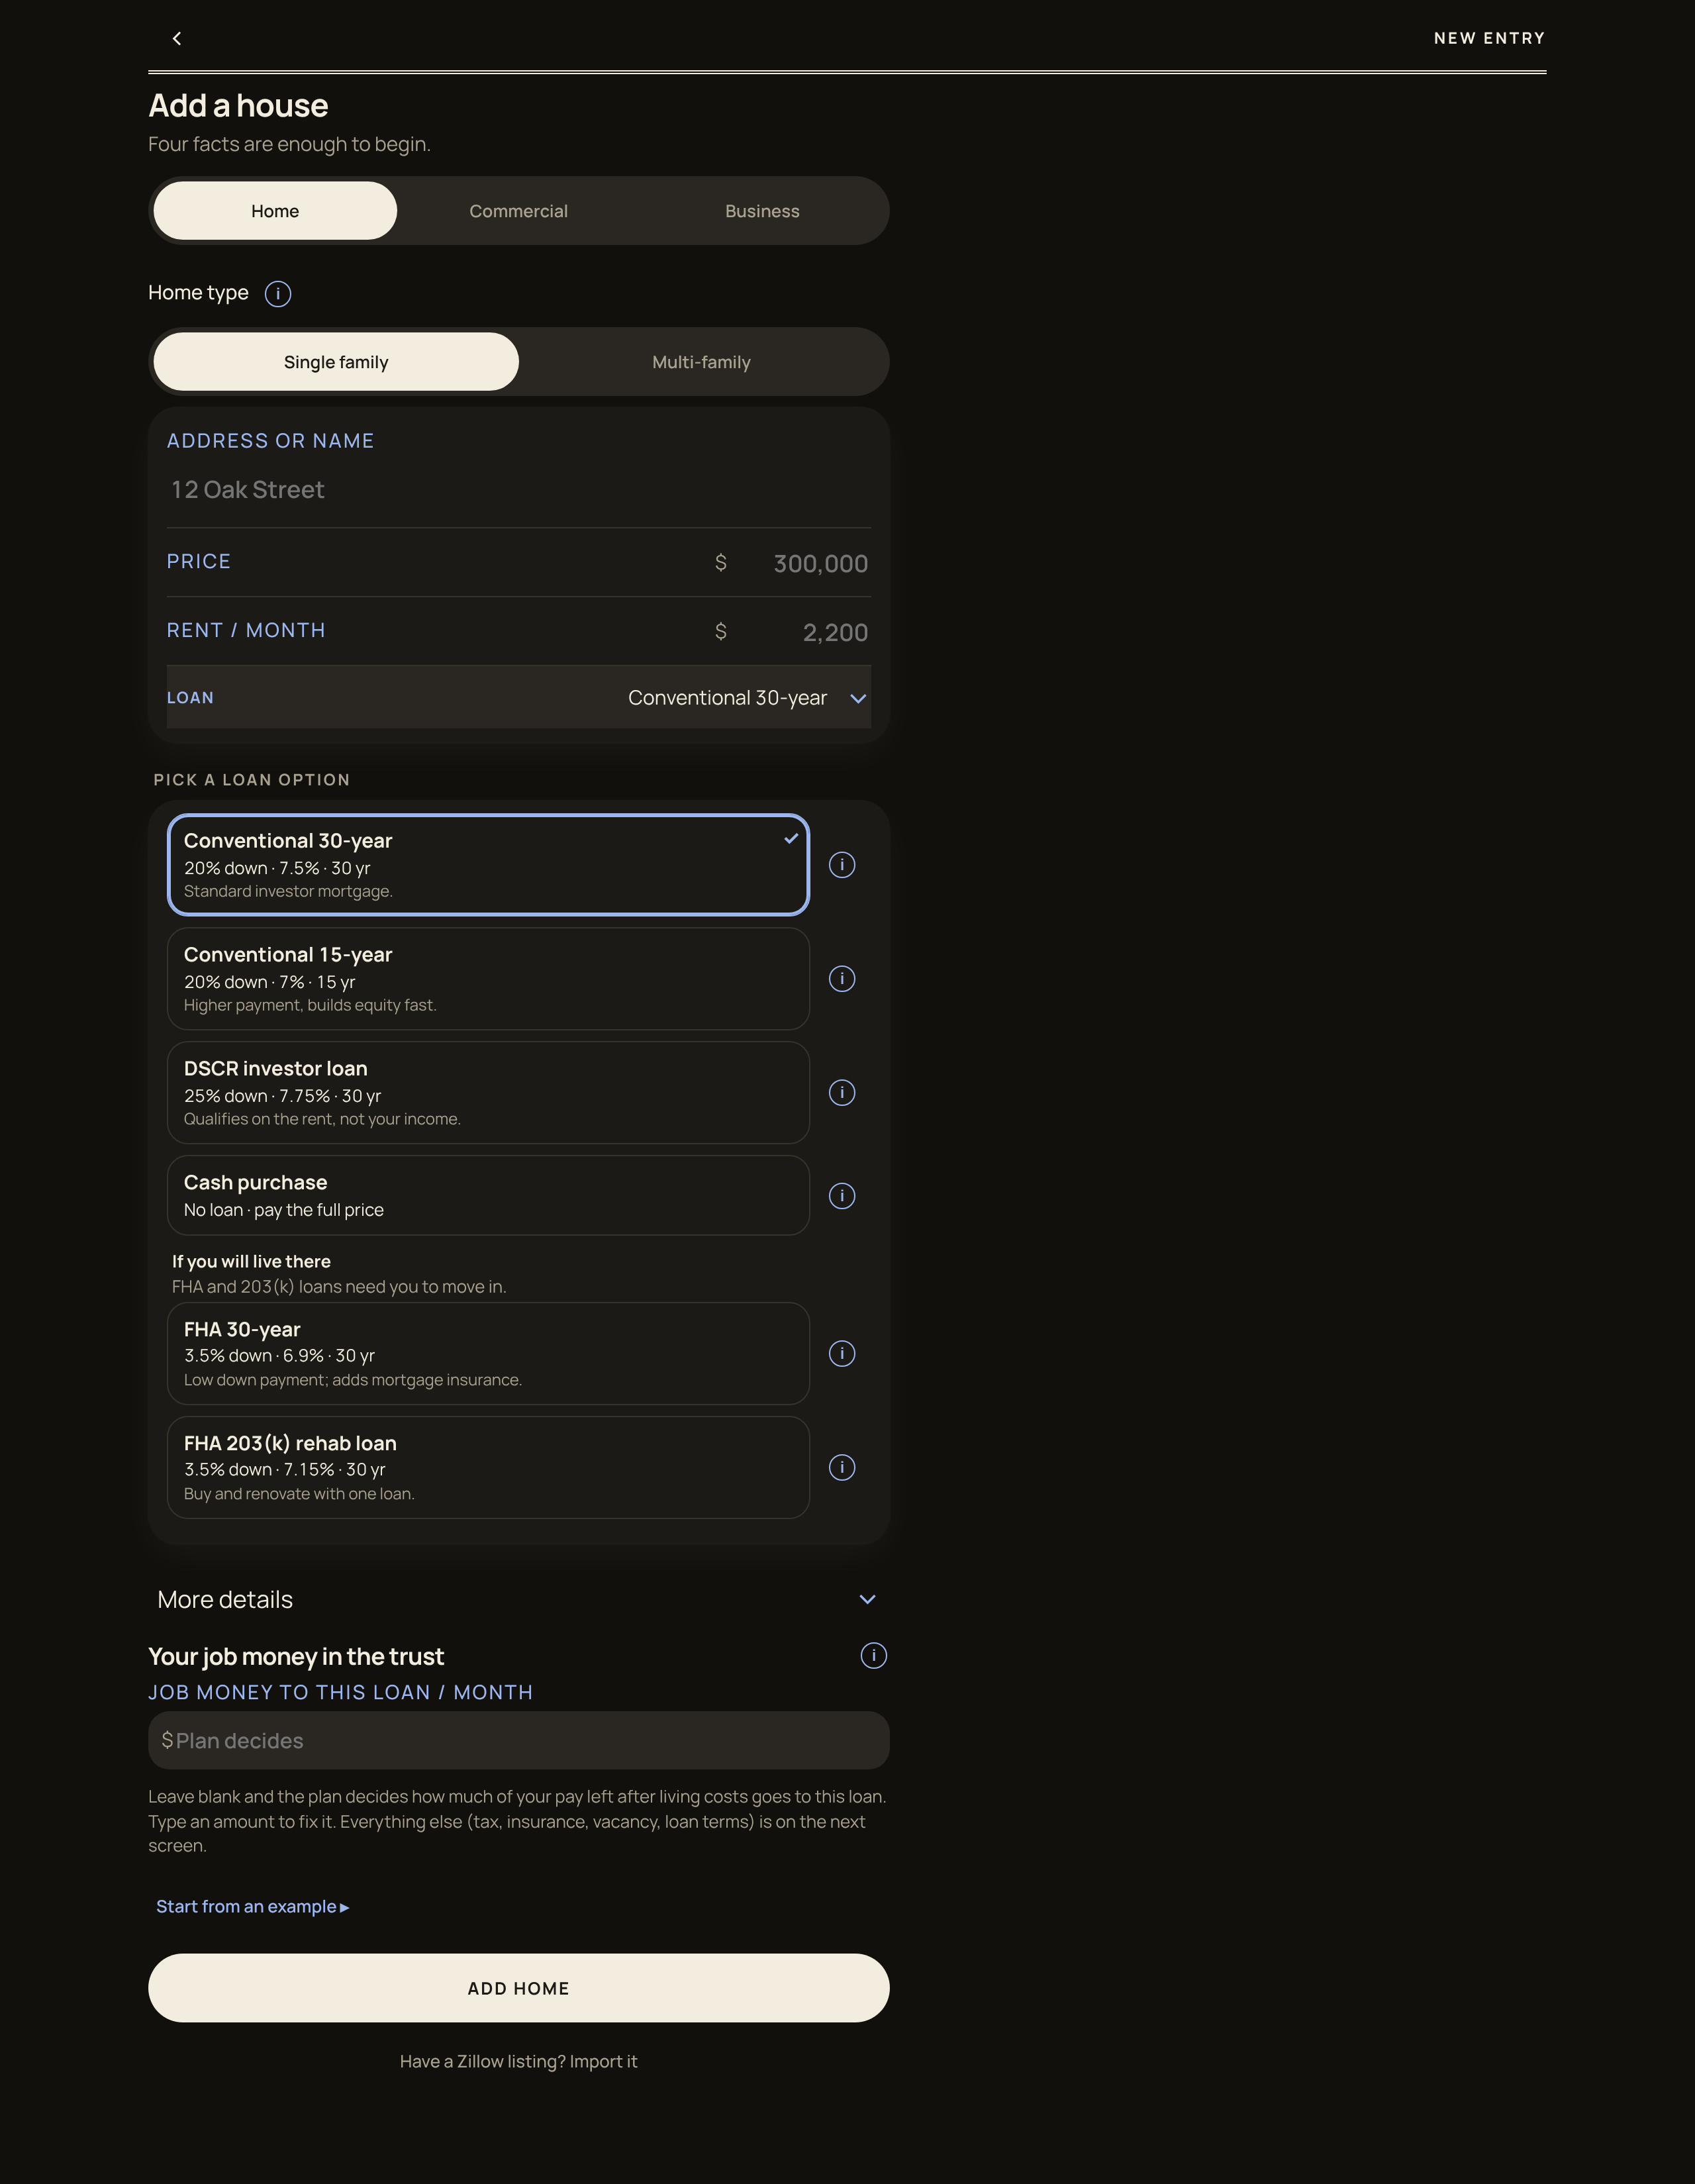 NEW ENTRY
Add a house
Four facts are enough to begin.
Home
Commercial
Business
Home type
i
Single family
Multi-family
ADDRESS OR NAME
12 Oak Street
PRICE
$ 300,000
RENT / MONTH
$ 2,200
LOAN
Conventional 30-year
PICK A LOAN OPTION
Conventional 30-year
20% down · 7.5% · 30 yr
Standard investor mortgage.
i
Conventional 15-year
20% down · 7% · 15 yr
Higher payment, builds equity fast.
i
DSCR investor loan
25% down · 7.75% · 30 yr
Qualifies on the rent, not your income.
i
Cash purchase
No loan · pay the full price
i
If you will live there
FHA and 203(k) loans need you to move in.
FHA 30-year
3.5% down · 6.9% · 30 yr
Low down payment; adds mortgage insurance.
i
FHA 203(k) rehab loan
3.5% down · 7.15% · 30 yr
Buy and renovate with one loan.
i
More details
Your job money in the trust
i
JOB MONEY TO THIS LOAN / MONTH
$ Plan decides
Leave blank and the plan decides how much of your pay left after living costs goes to this loan.
Type an amount to fix it. Everything else (tax, insurance, vacancy, loan terms) is on the next
screen.
Start from an example ▸
ADD HOME
Have a Zillow listing? Import it